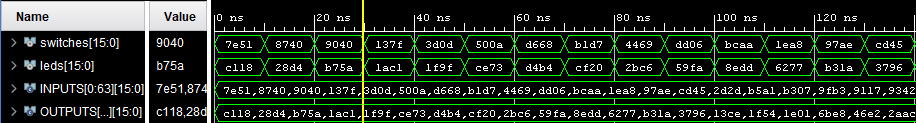 Name Value 0 ns 20 ns 40 ns 60 ns 80 ns 100 ns 120 ns
switches[15:0] 9040 7e51 8740 9040 137f 3d0d 500a d668 b1d7 4469 dd06 bcaa 1ea8 97ae cd45
leds[15:0] b75a c118 28d4 b75a 1ac1 1f9f ce73 d4b4 cf20 2bc6 59fa 8edd 6277 b31a 3796
INPUTS[0:63][15:0] 7e51,874 7e51,8740,9040,137f,3d0d,500a,d668,b1d7,4469,dd06,bcaa,1ea8,97ae,cd45,2d2d,b5a1,b307,9fb3,9117,9342
OUTPUTS[...][15:0] c118,28d c118,28d4,b75a,1ac1,1f9f,ce73,d4b4,cf20,2bc6,59fa,8edd,6277,b31a,3796,13ce,1f54,1e01,6be8,46e2,2aac